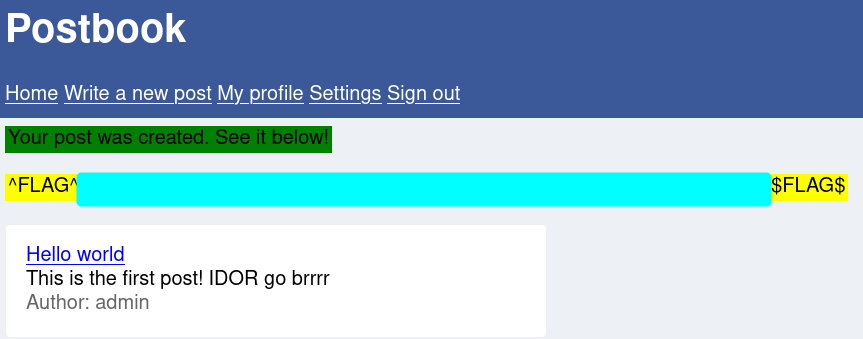 Postbook
Home Write a new post My profile Settings Sign out
Your post was created. See it below!
^FLAG^ $FLAG$
Hello world
This is the first post! IDOR go brrrr
Author: admin